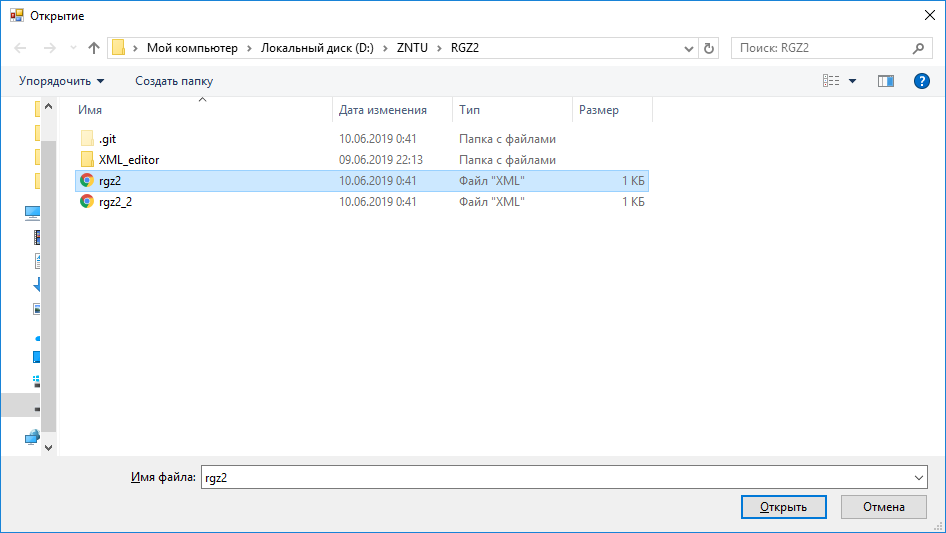 Открытие
Мой компьютер > Локальный диск (D:) > ZNTU > RGZ2
Поиск: RGZ2
Упорядочить Создать папку ?
Имя Дата изменения Тип Размер
.git 10.06.2019 0:41 Папка с файлами
XML_editor 09.06.2019 22:13 Папка с файлами
rgz2 10.06.2019 0:41 Файл "XML" 1 КБ
rgz2_2 10.06.2019 0:41 Файл "XML" 1 КБ
Имя файла: rgz2
Открыть Отмена